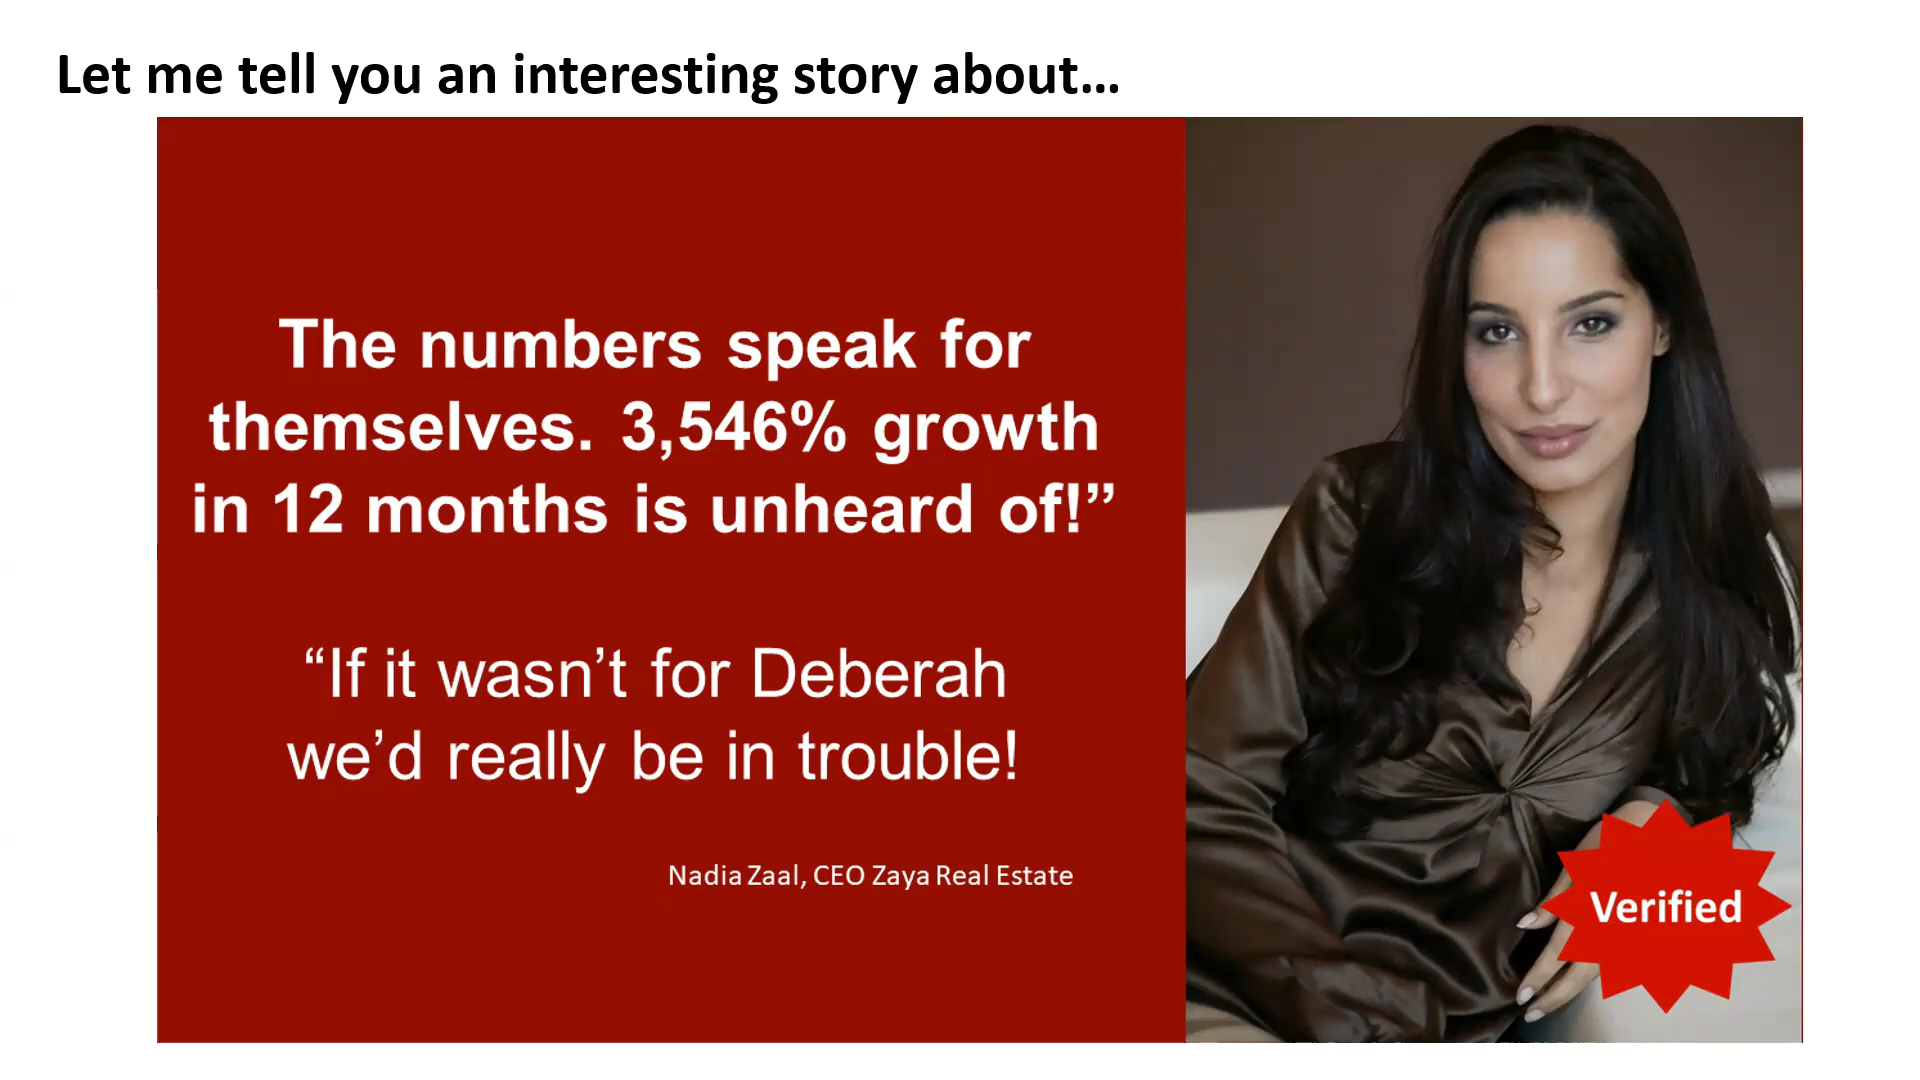 Let me tell you an interesting story about...
The numbers speak for
themselves. 3,546% growth
in 12 months is unheard of!”
“If it wasn’t for Deberah
we’d really be in trouble!
Nadia Zaal, CEO Zaya Real Estate
Verified